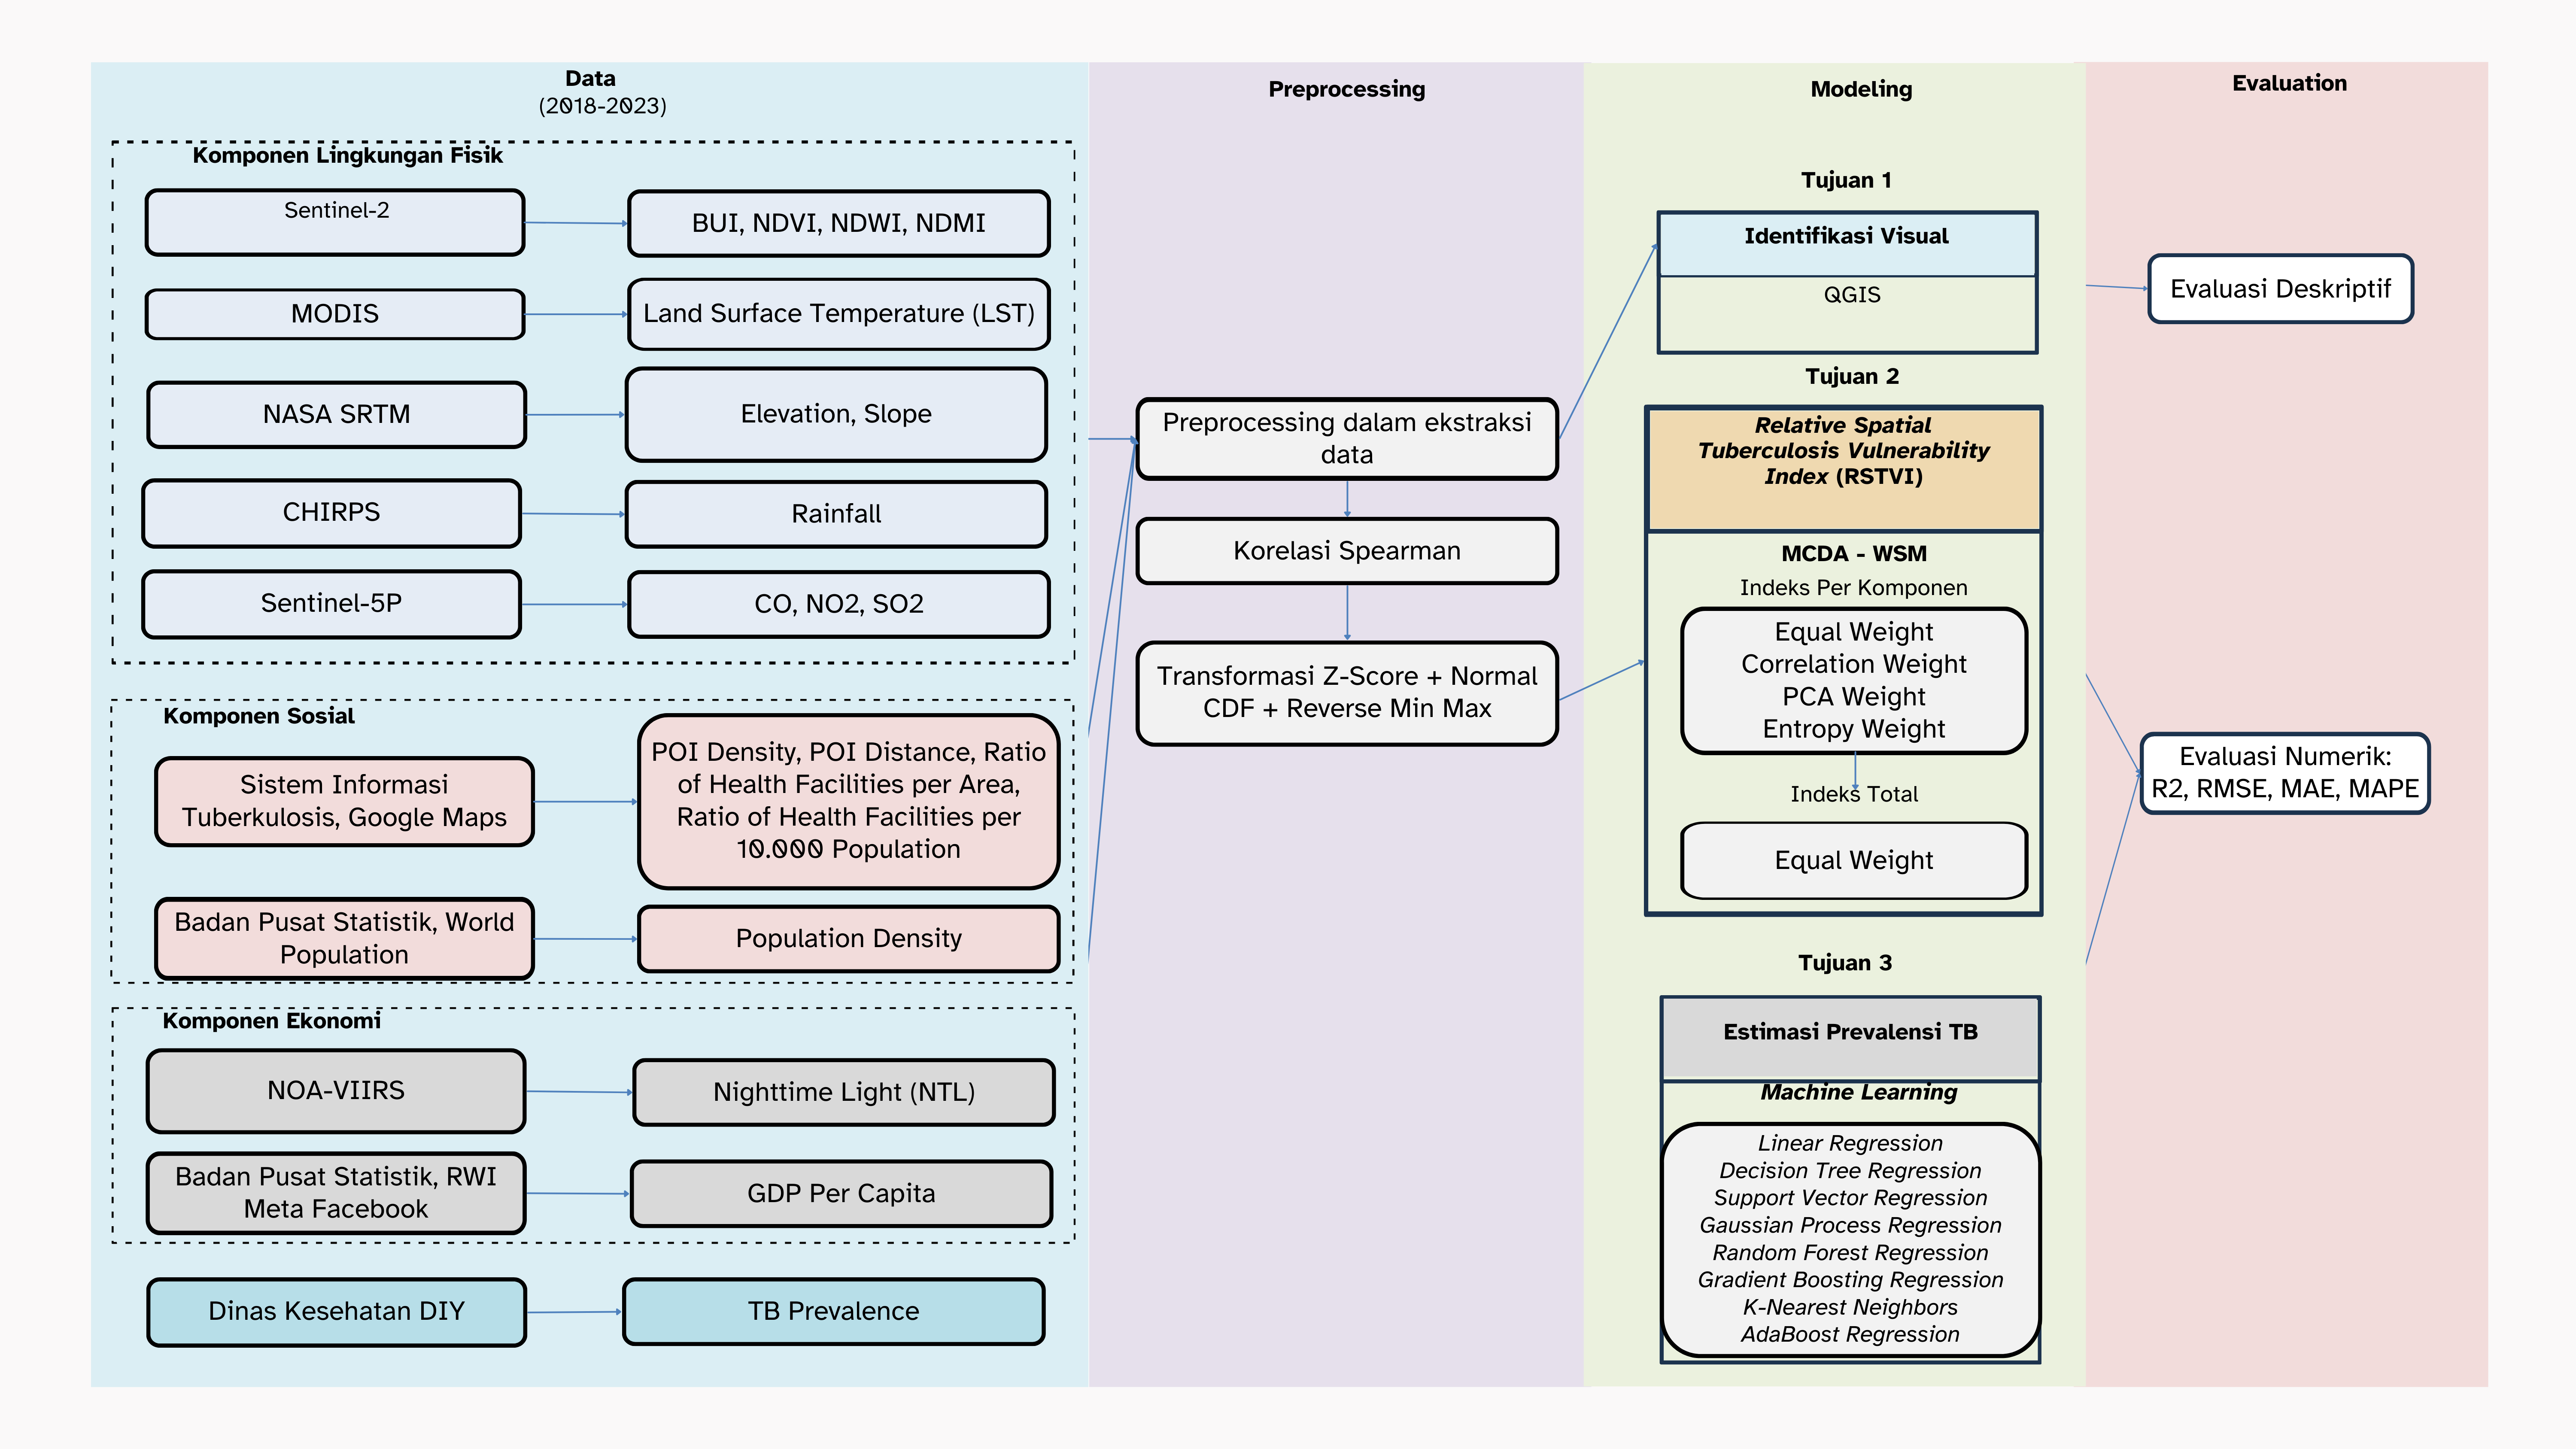 Data
(2018-2023)
Komponen Lingkungan Fisik
Sentinel-2
BUI, NDVI, NDWI, NDMI
MODIS
Land Surface Temperature (LST)
NASA SRTM
Elevation, Slope
CHIRPS
Rainfall
Sentinel-5P
CO, NO2, SO2
Komponen Sosial
Sistem Informasi
Tuberkulosis, Google Maps
POI Density, POI Distance, Ratio
of Health Facilities per Area,
Ratio of Health Facilities per
10.000 Population
Badan Pusat Statistik, World
Population
Population Density
Komponen Ekonomi
NOA-VIIRS
Nighttime Light (NTL)
Badan Pusat Statistik, RWI
Meta Facebook
GDP Per Capita
Dinas Kesehatan DIY
TB Prevalence
Preprocessing
Preprocessing dalam ekstraksi
data
Korelasi Spearman
Transformasi Z-Score + Normal
CDF + Reverse Min Max
Modeling
Tujuan 1
Identifikasi Visual
QGIS
Tujuan 2
Relative Spatial
Tuberculosis Vulnerability
Index (RSTVI)
MCDA - WSM
Indeks Per Komponen
Equal Weight
Correlation Weight
PCA Weight
Entropy Weight
Indeks Total
Equal Weight
Tujuan 3
Estimasi Prevalensi TB
Machine Learning
Linear Regression
Decision Tree Regression
Support Vector Regression
Gaussian Process Regression
Random Forest Regression
Gradient Boosting Regression
K-Nearest Neighbors
AdaBoost Regression
Evaluation
Evaluasi Deskriptif
Evaluasi Numerik:
R2, RMSE, MAE, MAPE